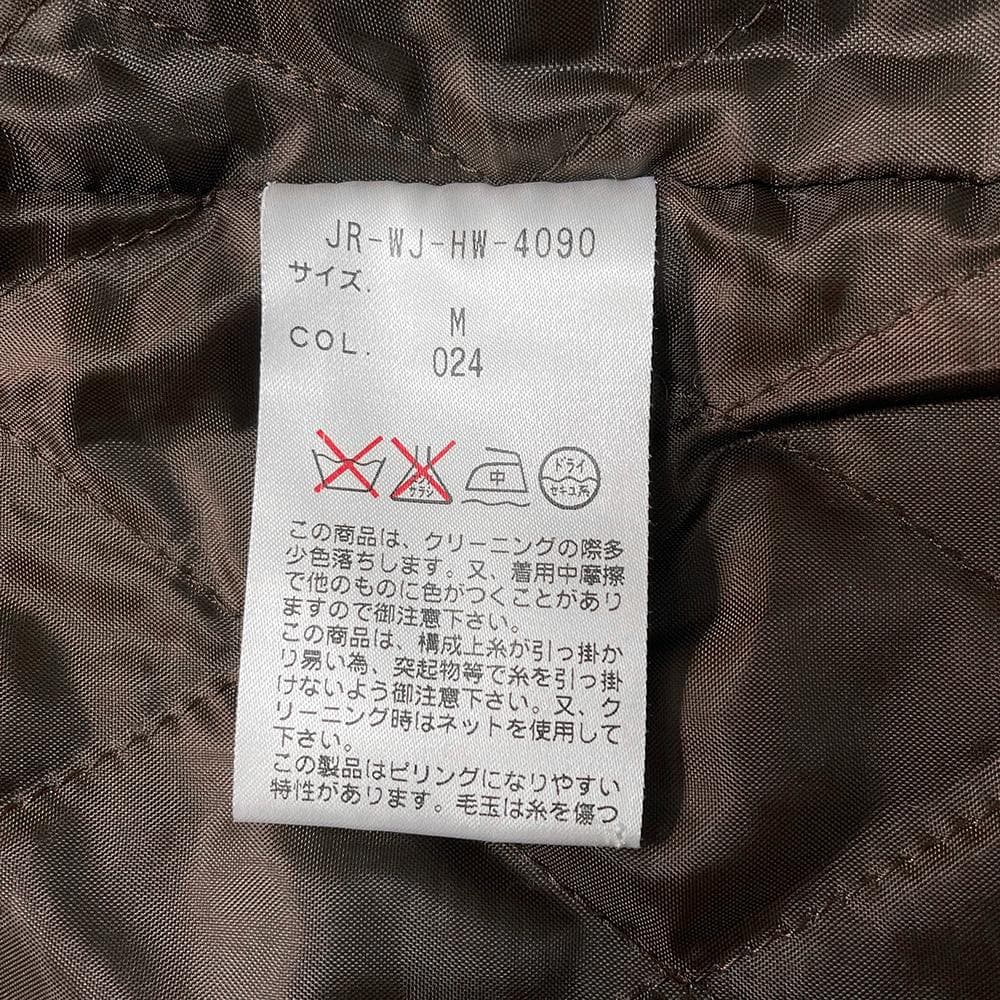 JR-WJ-HW-4090
サイズ.
M
COL. 024
中
ドライ
セキユ系
この商品は、クリーニングの際多
少色落ちします。又、着用中摩擦
で他のものに色がつくことがあり
ますので御注意下さい。
この商品は、構成上糸が引っ掛か
り易い為、突起物等で糸を引っ掛
けないよう御注意下さい。又、ク
リーニング時はネットを使用して
下さい。
この製品はピリングになりやすい
特性があります。毛玉は糸を傷つ